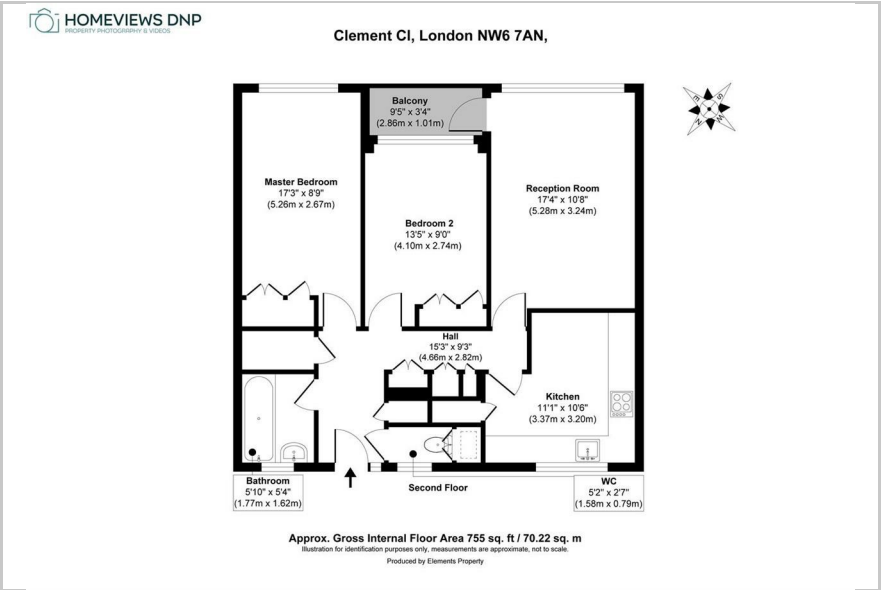 HOMEVIEWS DNP
PROPERTY PHOTOGRAPHY & VIDEOS
Clement Cl, London NW6 7AN,
Balcony
9'5" x 3'4"
(2.86m x 1.01m)
S
E
W
N
Master Bedroom
17'3" x 8'9"
(5.26m x 2.67m)
Reception Room
17'4" x 10'8"
(5.28m x 3.24m)
Bedroom 2
13'5" x 9'0"
(4.10m x 2.74m)
Hall
15'3" x 9'3"
(4.66m x 2.82m)
Kitchen
11'1" x 10'6"
(3.37m x 3.20m)
Bathroom
5'10" x 5'4"
(1.77m x 1.62m)
Second Floor
WC
5'2" x 2'7"
(1.58m x 0.79m)
Approx. Gross Internal Floor Area 755 sq. ft / 70.22 sq. m
Illustration for identification purposes only, measurements are approximate, not to scale.
Produced by Elements Property